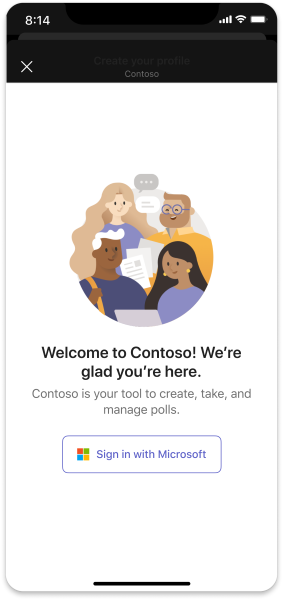 8:14
Create your profile
Contoso
Welcome to Contoso! We’re
glad you’re here.
Contoso is your tool to create, take, and
manage polls.
Sign in with Microsoft